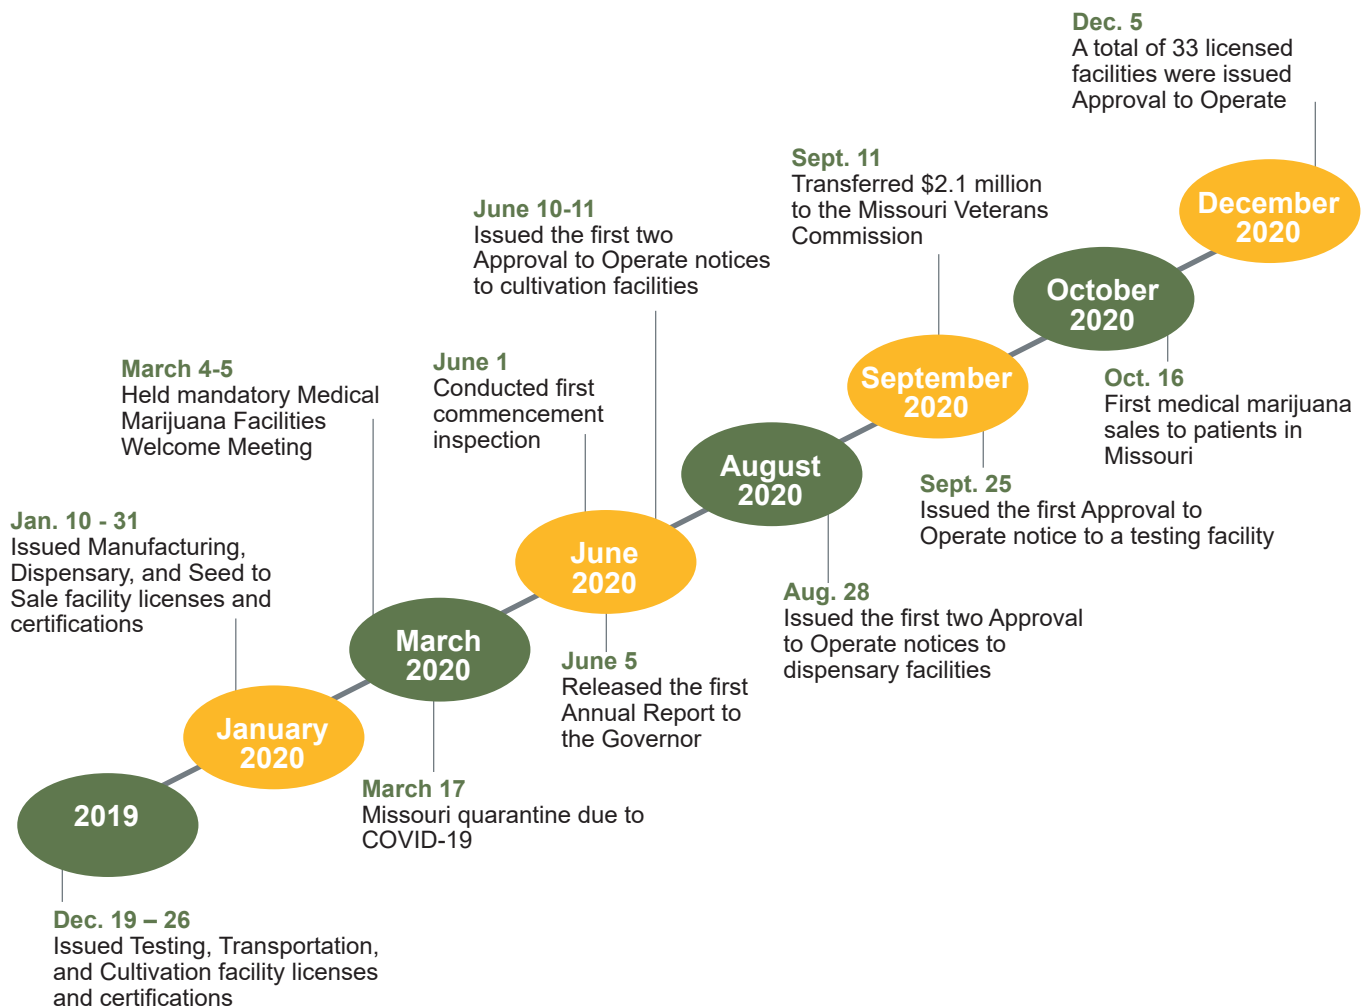 Dec. 5
A total of 33 licensed
facilities were issued
Approval to Operate
Sept. 11
Transferred $2.1 million
to the Missouri Veterans
Commission
December
2020
June 10-11
Issued the first two
Approval to Operate notices
to cultivation facilities
October
2020
March 4-5
Held mandatory Medical
Marijuana Facilities
Welcome Meeting
June 1
Conducted first
commencement
inspection
September
2020
Oct. 16
First medical marijuana
sales to patients in
Missouri
August
2020
Sept. 25
Issued the first Approval to
Operate notice to a testing facility
Jan. 10 - 31
Issued Manufacturing,
Dispensary, and Seed to
Sale facility licenses and
certifications
June
2020
Aug. 28
Issued the first two Approval
to Operate notices to
dispensary facilities
March
2020
June 5
Released the first
Annual Report to
the Governor
January
2020
March 17
Missouri quarantine due to
COVID-19
2019
Dec. 19 – 26
Issued Testing, Transportation,
and Cultivation facility licenses
and certifications